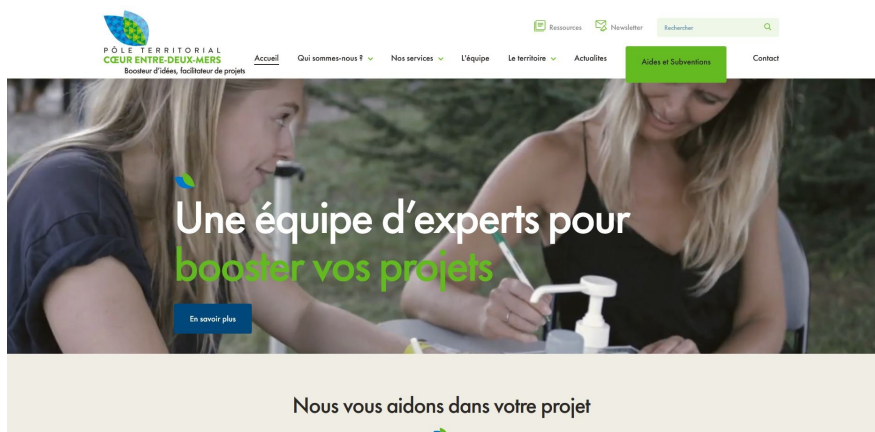 Ressources
Newsletter
Rechercher
PÔLE TERRITORIAL
CŒUR ENTRE-DEUX-MERS
Boosteur d'idées, facilitateur de projets
Accueil
Qui sommes-nous ?
Nos services
L'équipe
Le territoire
Actualites
Aides et Subventions
Contact
Une équipe d'experts pour
booster vos projets
En savoir plus
Nous vous aidons dans votre projet